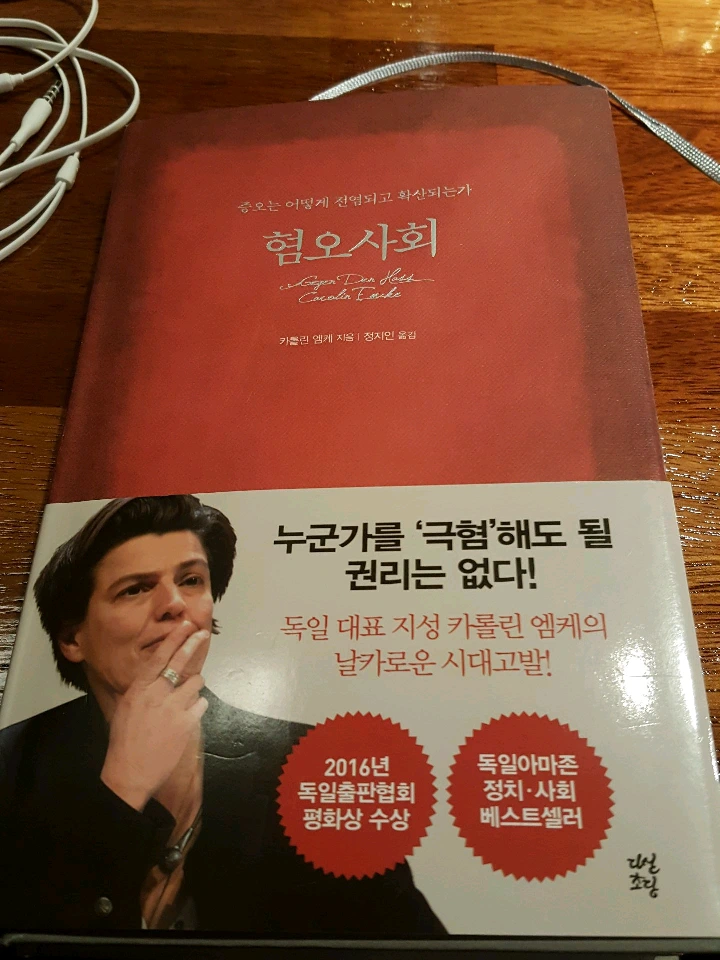 증오는 어떻게 전염되고 확산되는가
혐오사회
Gegen Den Hass
Carolin Emcke
카롤린 엠케 지음 | 정지인 옮김
누군가를 ‘극혐’해도 될
권리는 없다!
독일 대표 지성 카롤린 엠케의
날카로운 시대고발!
2016년
독일출판협회
평화상 수상
독일아마존
정치·사회
베스트셀러
다산
초당